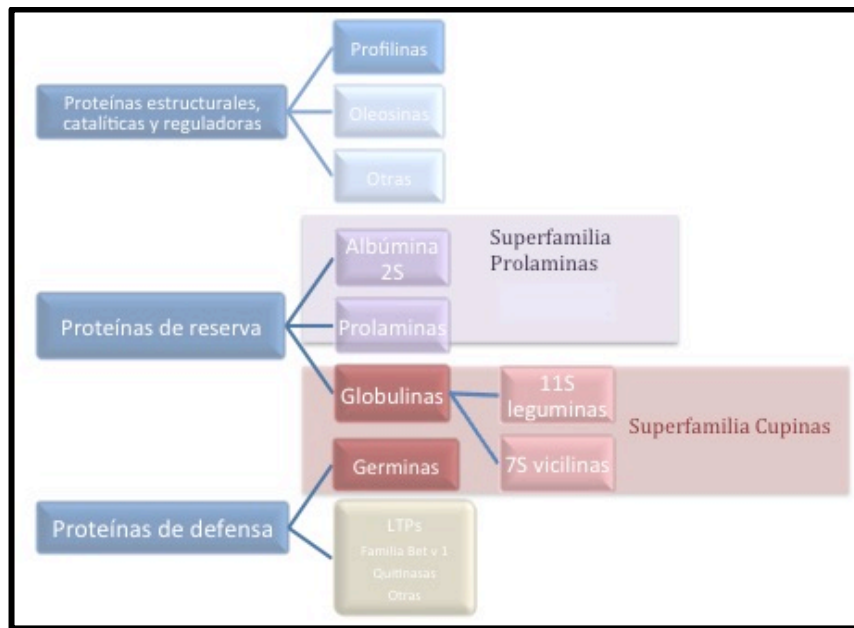 Profilinas
Proteínas estructurales,
catalíticas y reguladoras
Oleosinas
Otras
Superfamilia
Prolaminas
Albúmina
2S
Proteínas de reserva
Prolaminas
Globulinas
11S
leguminas
Superfamilia Cupinas
Germinas
7S vicilinas
Proteínas de defensa
LTPs
Familia Bet v 1
Quitinasas
Otras